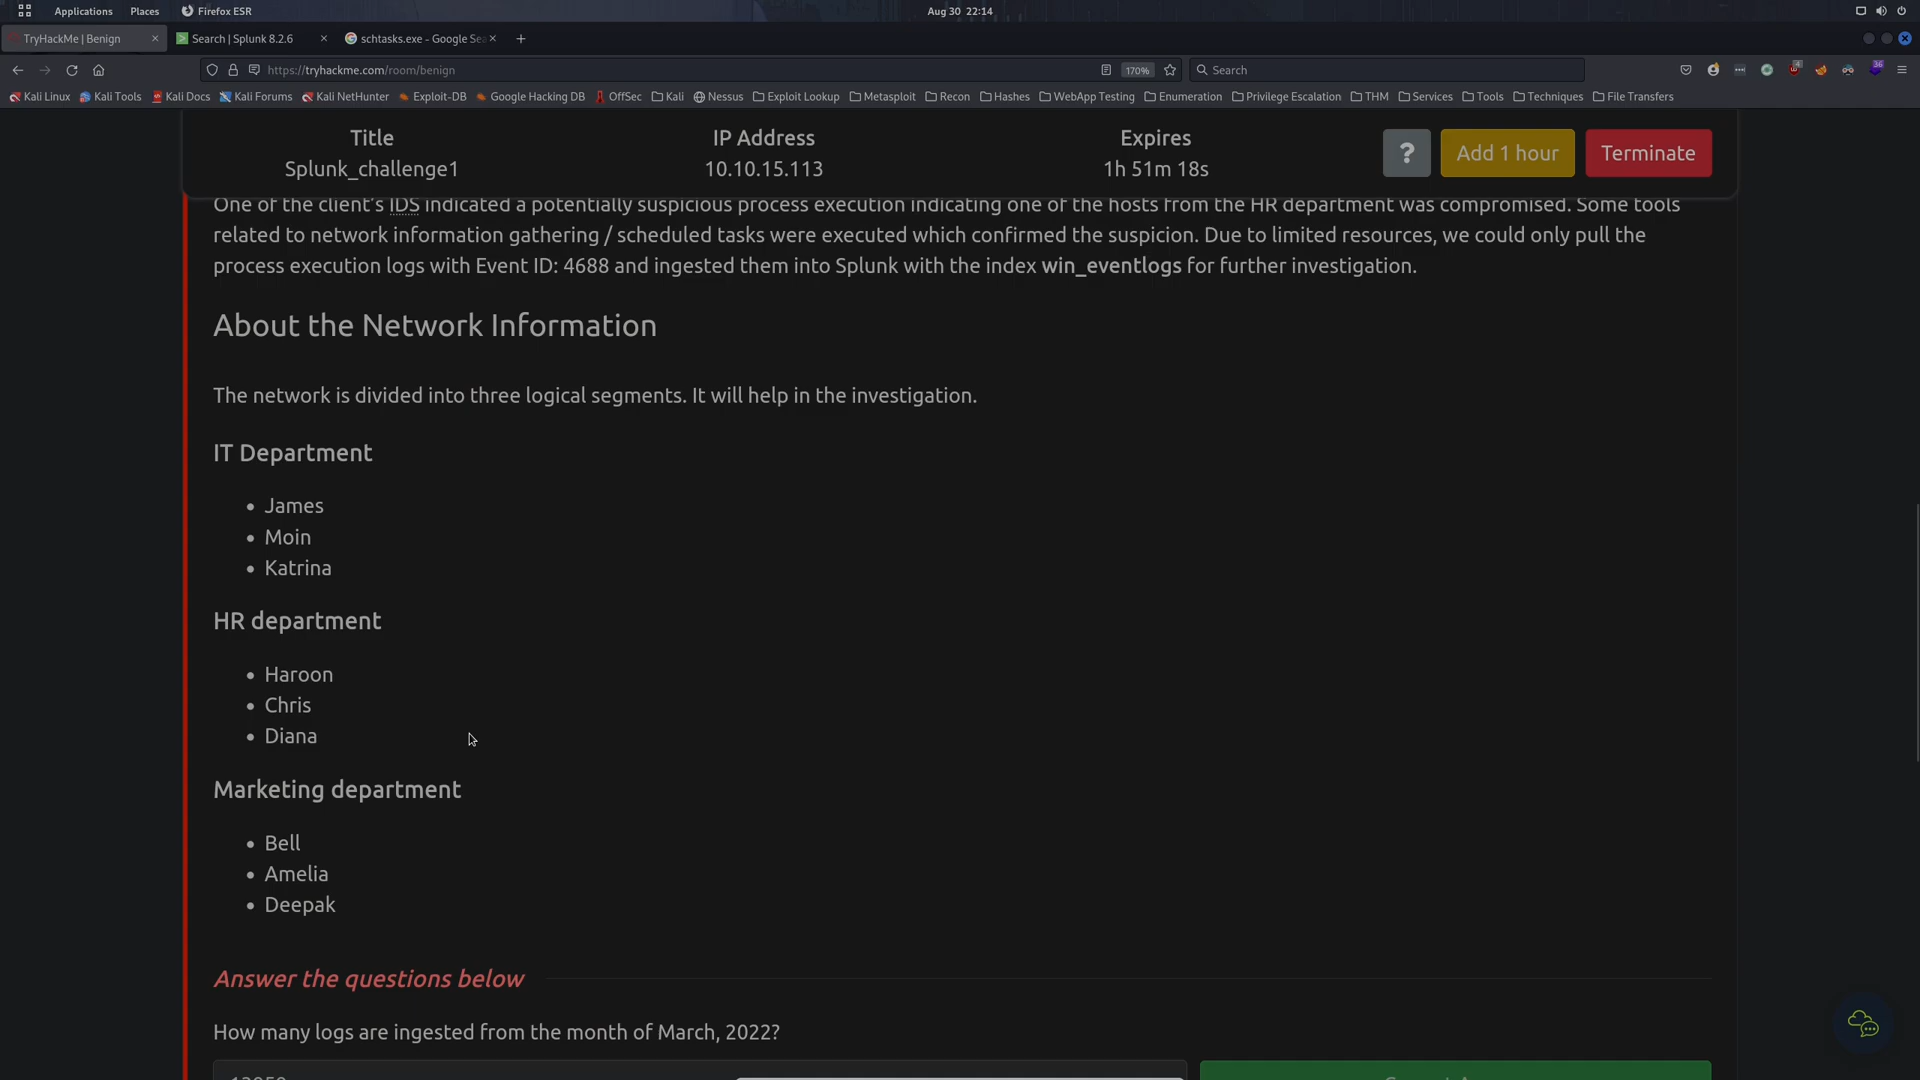 Applications Places Firefox ESR Aug 30 22:14
TryHackMe | Benign Search | Splunk 8.2.6 schtasks.exe - Google Se
https://tryhackme.com/room/benign 170% Search 4 36
Kali Linux Kali Tools Kali Docs Kali Forums Kali NetHunter Exploit-DB Google Hacking DB OffSec Kali Nessus Exploit Lookup Metasploit Recon Hashes WebApp Testing Enumeration Privilege Escalation THM Services Tools Techniques File Transfers
Title IP Address Expires
Splunk_challenge1 10.10.15.113 1h 51m 18s ? Add 1 hour Terminate
One of the client's IDS indicated a potentially suspicious process execution indicating one of the hosts from the HR department was compromised. Some tools
related to network information gathering / scheduled tasks were executed which confirmed the suspicion. Due to limited resources, we could only pull the
process execution logs with Event ID: 4688 and ingested them into Splunk with the index win_eventlogs for further investigation.
About the Network Information
The network is divided into three logical segments. It will help in the investigation.
IT Department
• James
• Moin
• Katrina
HR department
• Haroon
• Chris
• Diana
Marketing department
• Bell
• Amelia
• Deepak
Answer the questions below
How many logs are ingested from the month of March, 2022?